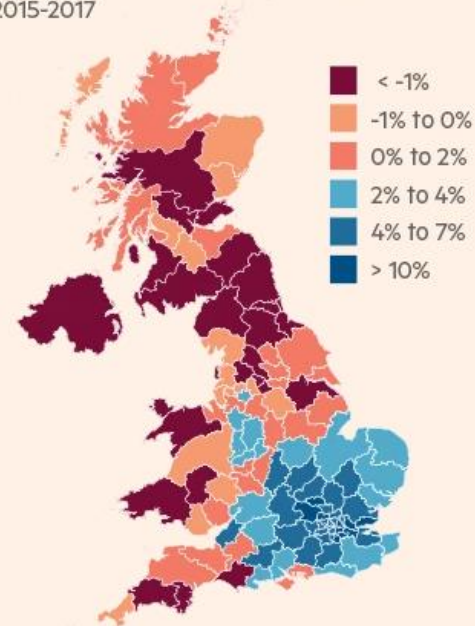 2015-2017
< -1%
-1% to 0%
0% to 2%
2% to 4%
4% to 7%
> 10%